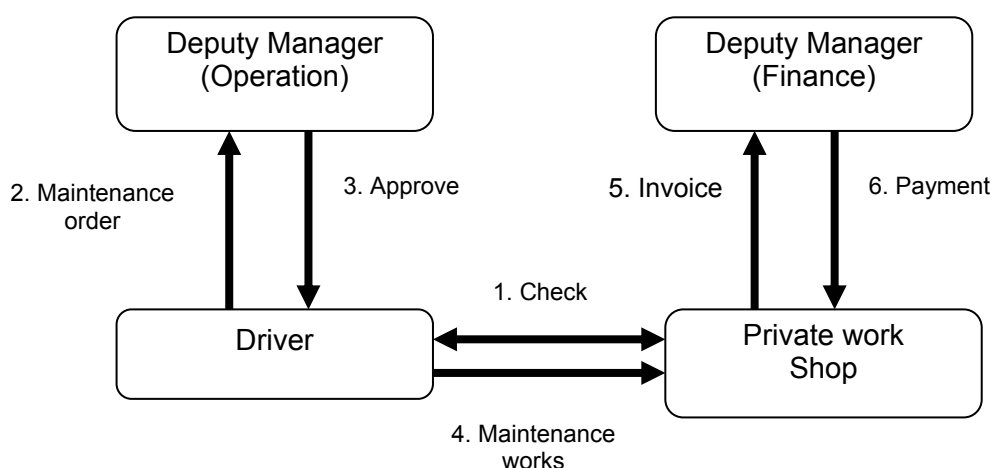 Deputy Manager
(Operation)
Deputy Manager
(Finance)
2. Maintenance
order
3. Approve
5. Invoice
6. Payment
1. Check
Driver
Private work
Shop
4. Maintenance
works